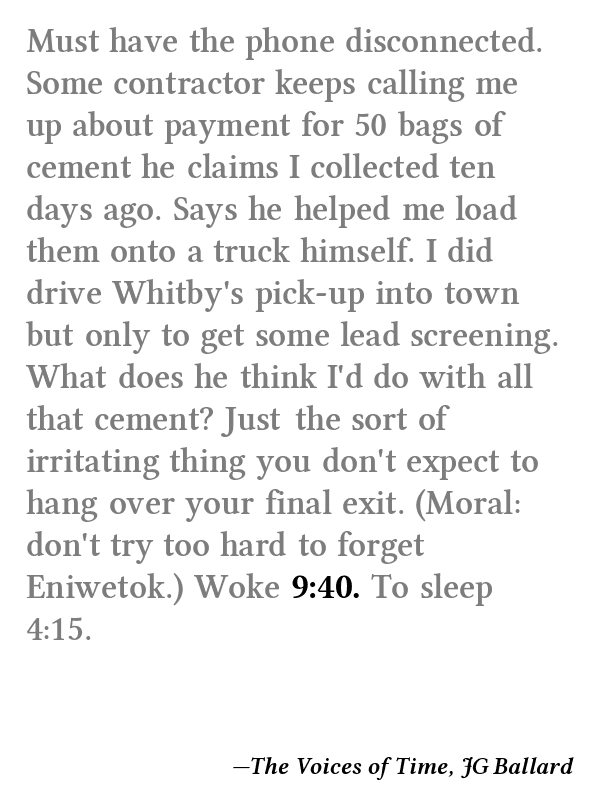 Must have the phone disconnected.
Some contractor keeps calling me
up about payment for 50 bags of
cement he claims I collected ten
days ago. Says he helped me load
them onto a truck himself. I did
drive Whitby's pick-up into town
but only to get some lead screening.
What does he think I'd do with all
that cement? Just the sort of
irritating thing you don't expect to
hang over your final exit. (Moral:
don't try too hard to forget
Eniwetok.) Woke 9:40. To sleep
4:15.
—The Voices of Time, JG Ballard